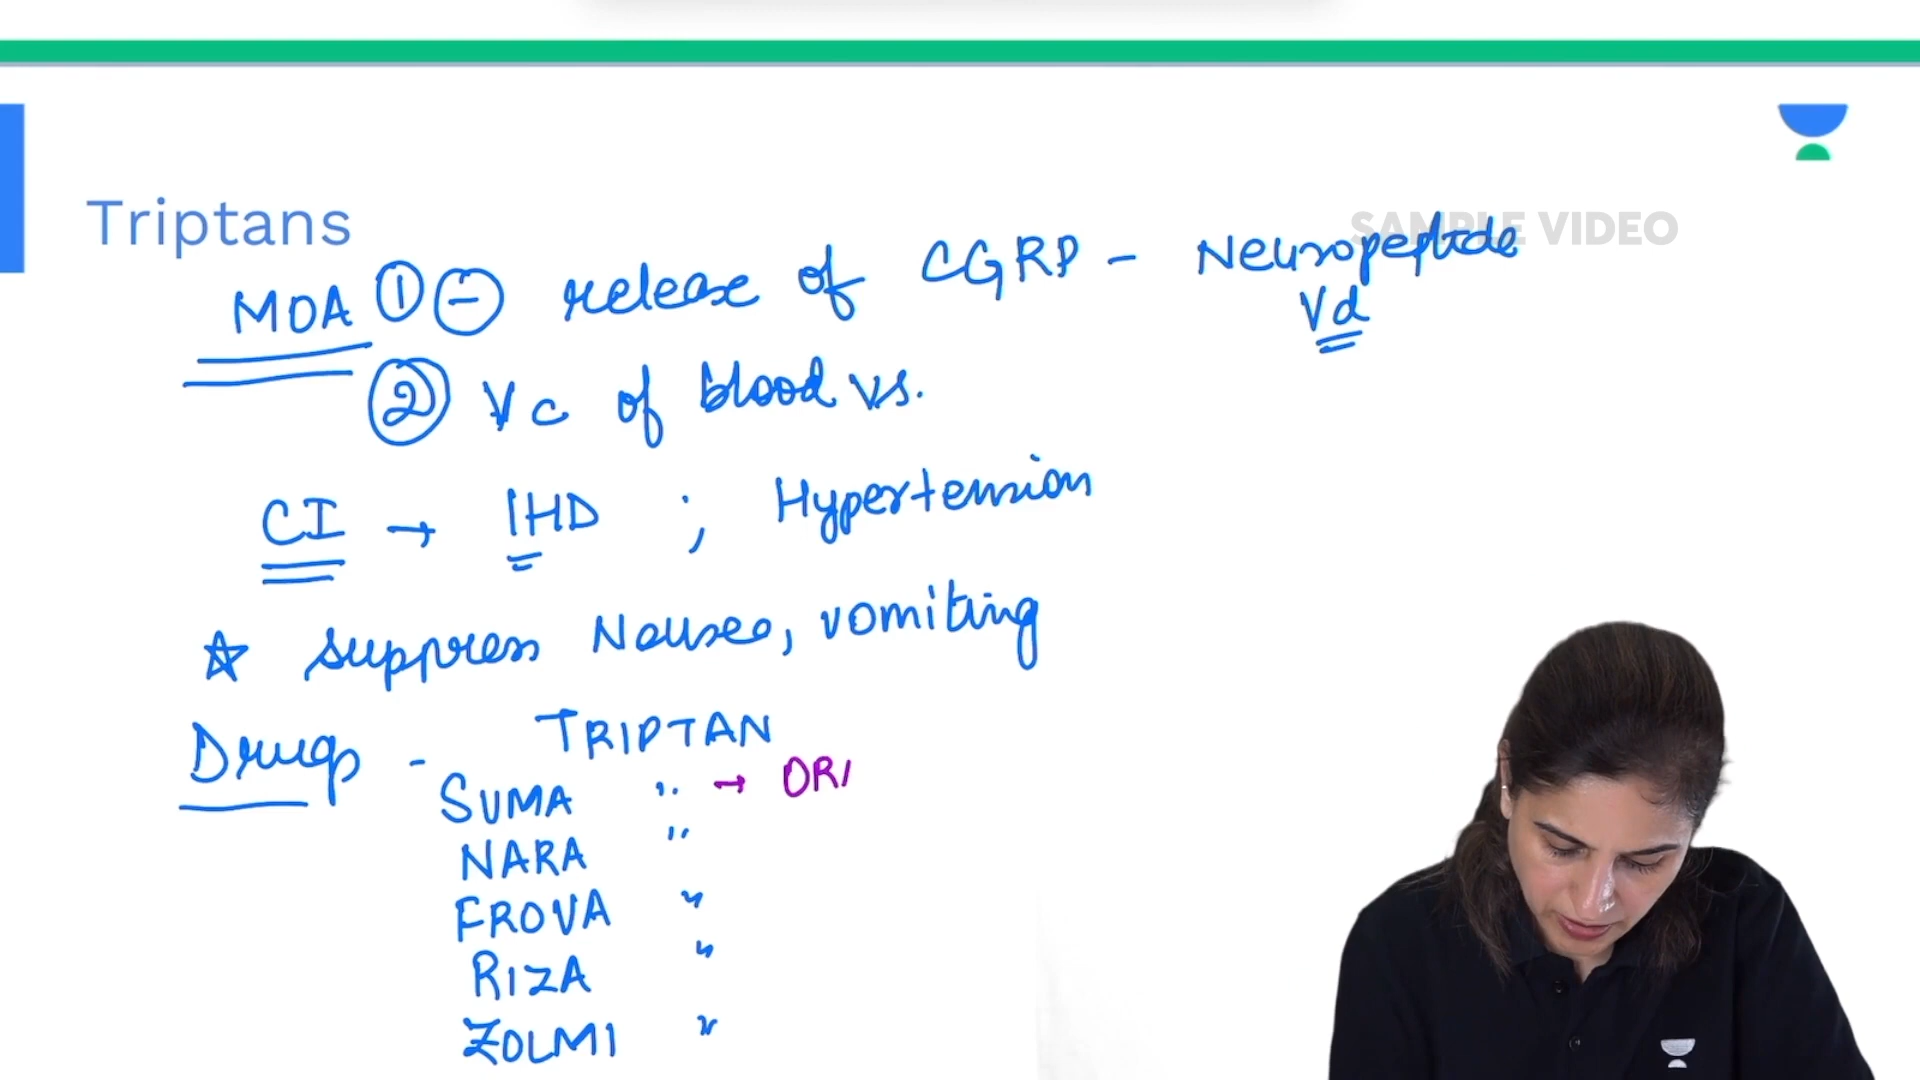 SAMPLE VIDEO
Triptans
MOA ① ⊖ release of CGRP - Neuropeptide
Vd
② Vc of blood vs.
CI → IHD ; Hypertension
☆ suppress Nausea, vomiting
Drugs - TRIPTAN
SUMA " → ORA
NARA "
FROVA "
RIZA "
ZOLMI "